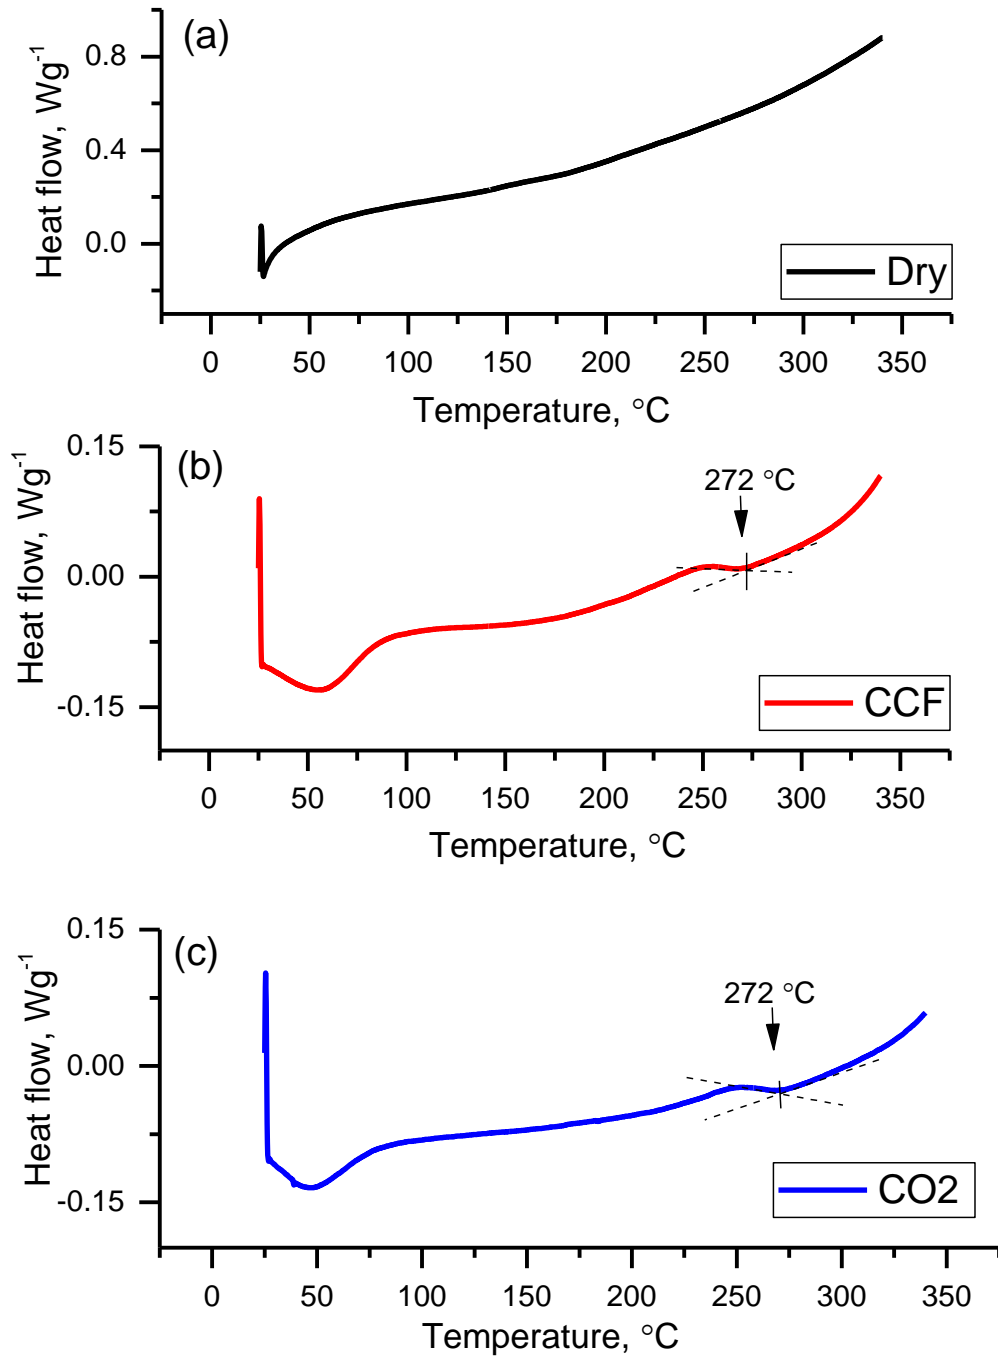 (a)
0.8
0.4
0.0
Heat flow, Wg-1
Dry
0 50 100 150 200 250 300 350
Temperature, °C
(b)
272 °C
0.15
0.00
-0.15
Heat flow, Wg-1
CCF
0 50 100 150 200 250 300 350
Temperature, °C
(c)
272 °C
0.15
0.00
-0.15
Heat flow, Wg-1
CO2
0 50 100 150 200 250 300 350
Temperature, °C